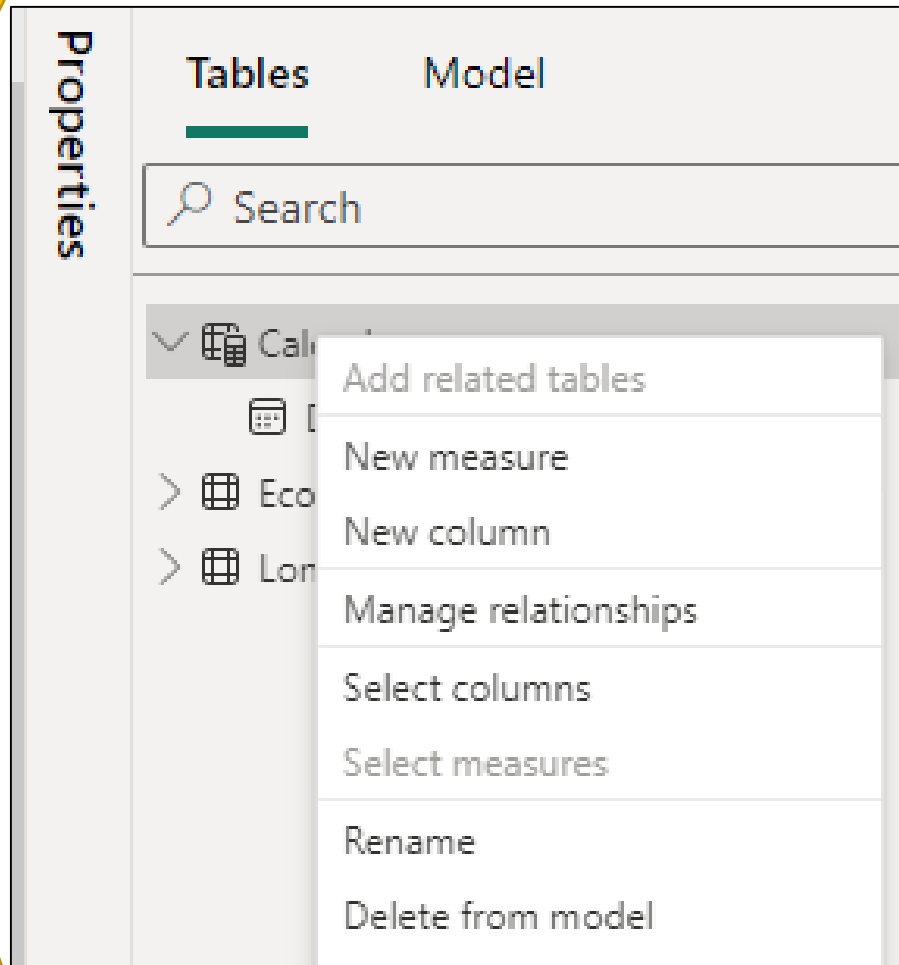 Properties
Tables Model
Search
Add related tables
New measure
New column
Manage relationships
Select columns
Select measures
Rename
Delete from model